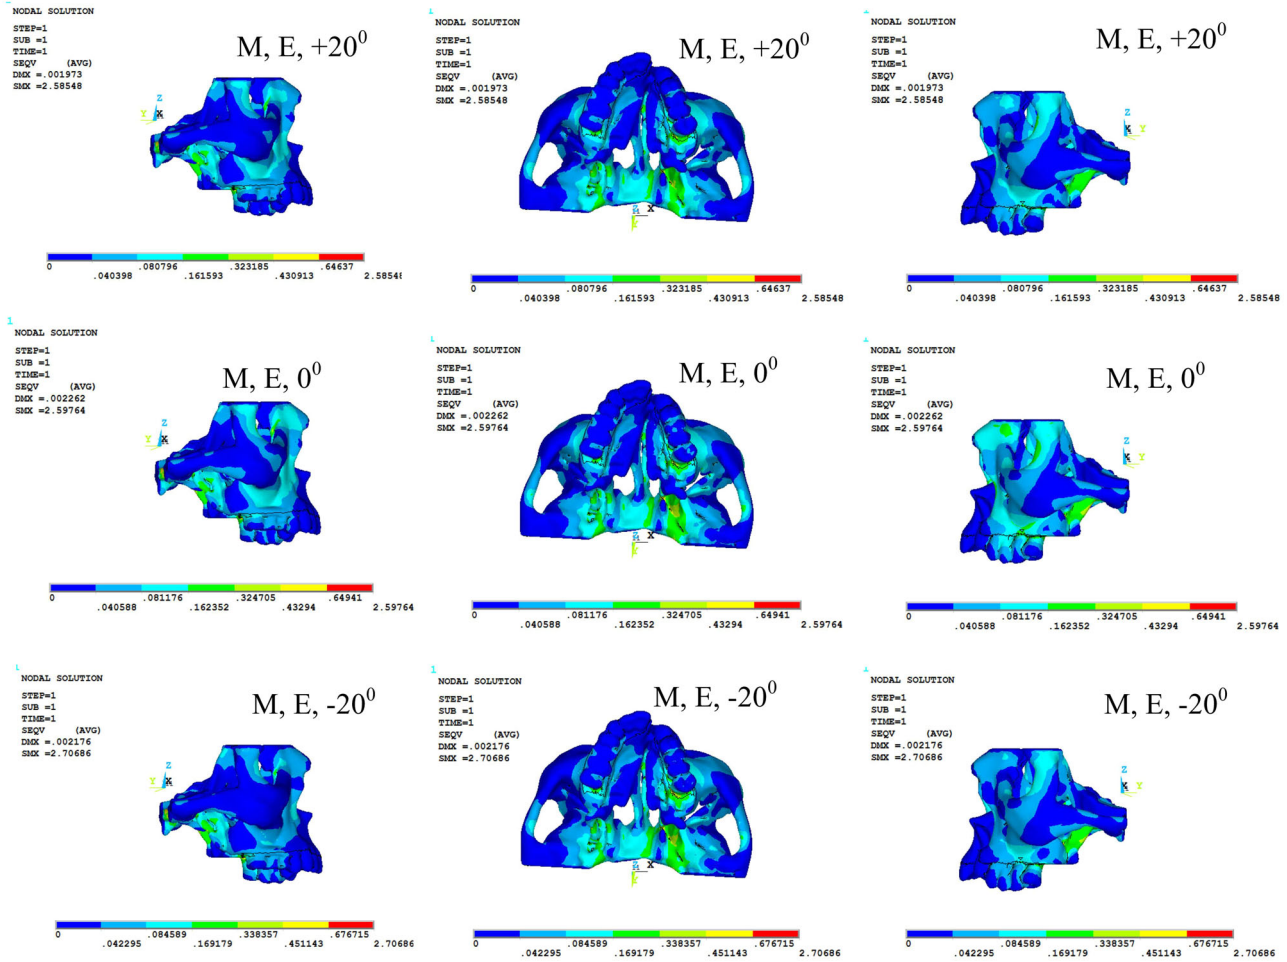 1
NODAL SOLUTION
STEP=1
SUB =1
TIME=1
SEQV (AVG)
DMX =.001973
SMX =2.58548
M, E, +20⁰
Z
Y X
0 .080796 .323185 .64637
.040398 .161593 .430913 2.58548
1
NODAL SOLUTION
STEP=1
SUB =1
TIME=1
SEQV (AVG)
DMX =.001973
SMX =2.58548
M, E, +20⁰
Z X
Y
0 .080796 .323185 .64637
.040398 .161593 .430913 2.58548
1
NODAL SOLUTION
STEP=1
SUB =1
TIME=1
SEQV (AVG)
DMX =.001973
SMX =2.58548
M, E, +20⁰
Z
X Y
0 .080796 .323185 .64637
.040398 .161593 .430913 2.58548
1
NODAL SOLUTION
STEP=1
SUB =1
TIME=1
SEQV (AVG)
DMX =.002262
SMX =2.59764
M, E, 0⁰
Z
Y X
0 .081176 .324705 .64941
.040588 .162352 .43294 2.59764
1
NODAL SOLUTION
STEP=1
SUB =1
TIME=1
SEQV (AVG)
DMX =.002262
SMX =2.59764
M, E, 0⁰
Z X
Y
0 .081176 .324705 .64941
.040588 .162352 .43294 2.59764
1
NODAL SOLUTION
STEP=1
SUB =1
TIME=1
SEQV (AVG)
DMX =.002262
SMX =2.59764
M, E, 0⁰
Z
X Y
0 .081176 .324705 .64941
.040588 .162352 .43294 2.59764
1
NODAL SOLUTION
STEP=1
SUB =1
TIME=1
SEQV (AVG)
DMX =.002176
SMX =2.70686
M, E, -20⁰
Z
Y X
0 .084589 .338357 .676715
.042295 .169179 .451143 2.70686
1
NODAL SOLUTION
STEP=1
SUB =1
TIME=1
SEQV (AVG)
DMX =.002176
SMX =2.70686
M, E, -20⁰
Z X
Y
0 .084589 .338357 .676715
.042295 .169179 .451143 2.70686
1
NODAL SOLUTION
STEP=1
SUB =1
TIME=1
SEQV (AVG)
DMX =.002176
SMX =2.70686
M, E, -20⁰
Z
X Y
0 .084589 .338357 .676715
.042295 .169179 .451143 2.70686